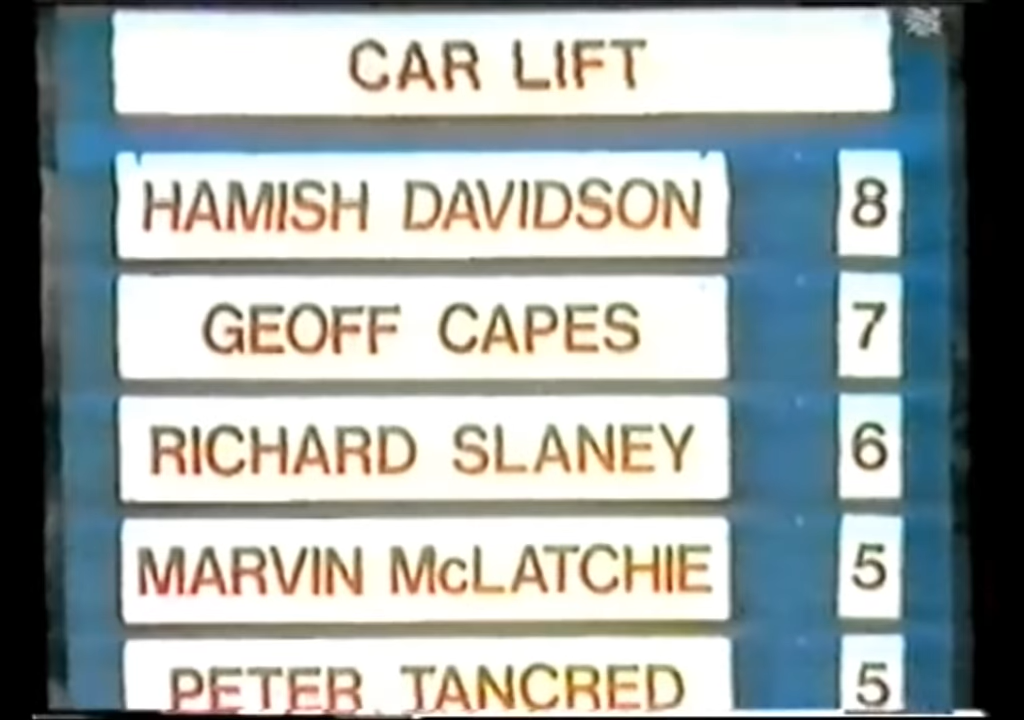 CAR LIFT
HAMISH DAVIDSON 8
GEOFF CAPES 7
RICHARD SLANEY 6
MARVIN McLATCHIE 5
PETER TANCRED 5